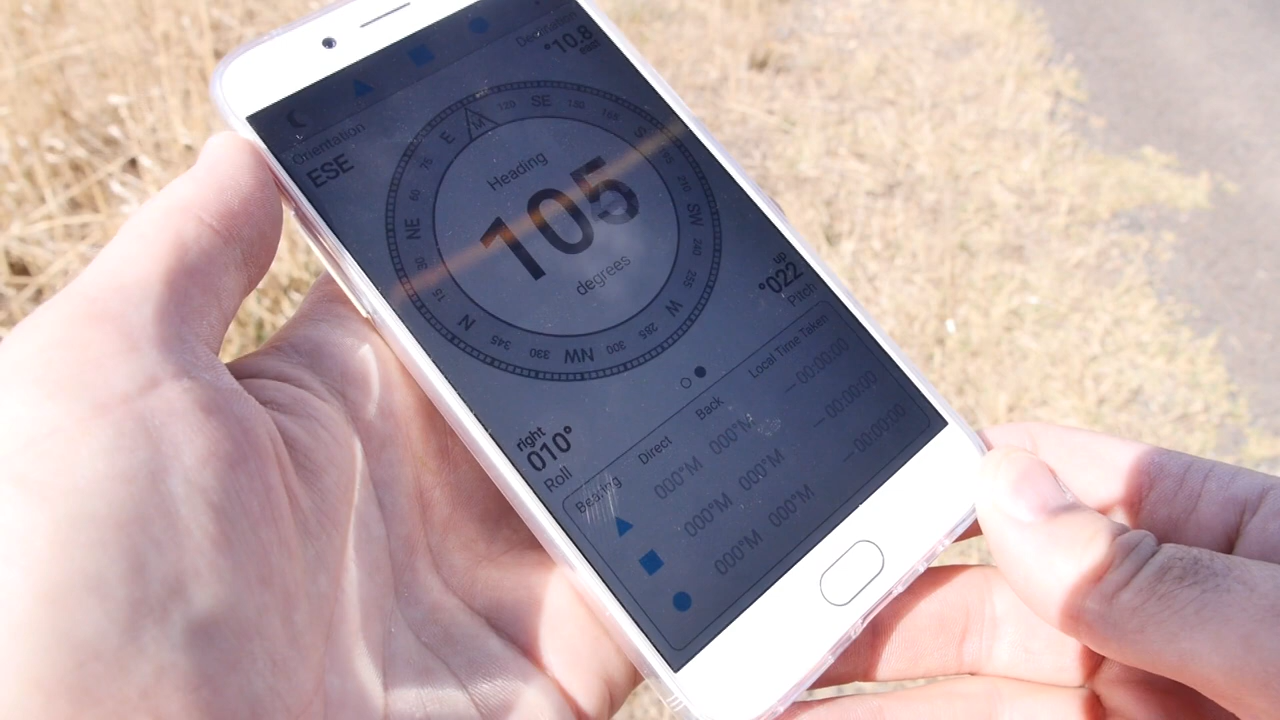 Declination
°10.8
east
Orientation
ESE
N
15
30
NE
60
75
E
M
120
SE
150
165
S
195
210
SW
240
255
W
285
300
NW
330
345
Heading
105
degrees
up
°022
Pitch
right
010°
Roll
Bearing Direct Back Local Time Taken
000°M 000°M -- 00:00:00
000°M 000°M -- 00:00:00
000°M 000°M -- 00:00:00